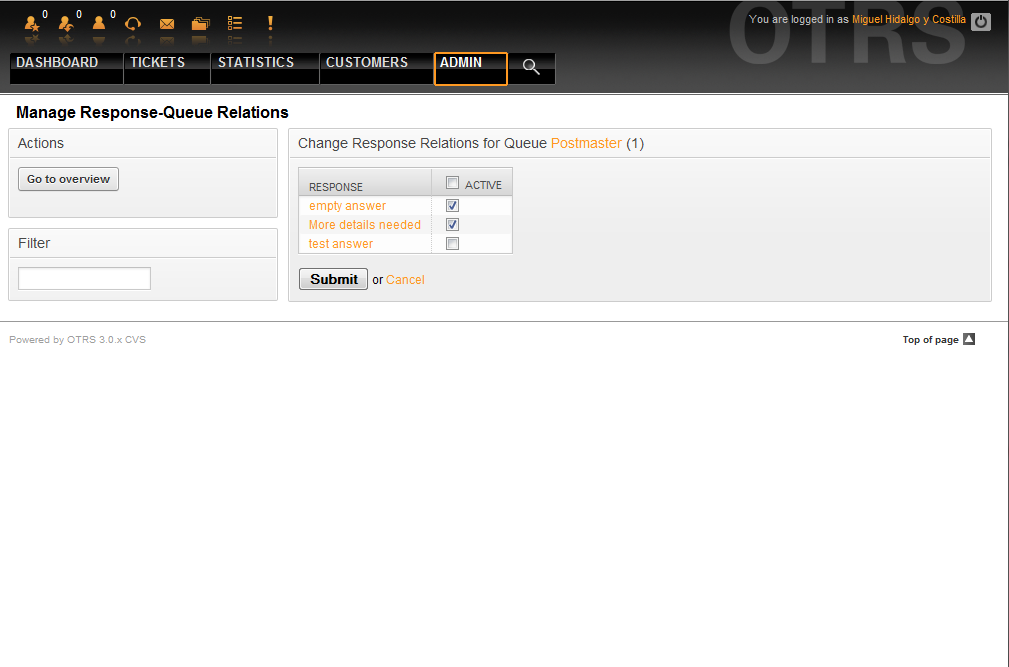 0 0 0
You are logged in as Miguel Hidalgo y Costilla
OTRS
DASHBOARD TICKETS STATISTICS CUSTOMERS ADMIN
Manage Response-Queue Relations
Actions
Go to overview
Filter
Change Response Relations for Queue Postmaster (1)
RESPONSE ACTIVE
empty answer
More details needed
test answer
Submit or Cancel
Powered by OTRS 3.0.x CVS
Top of page